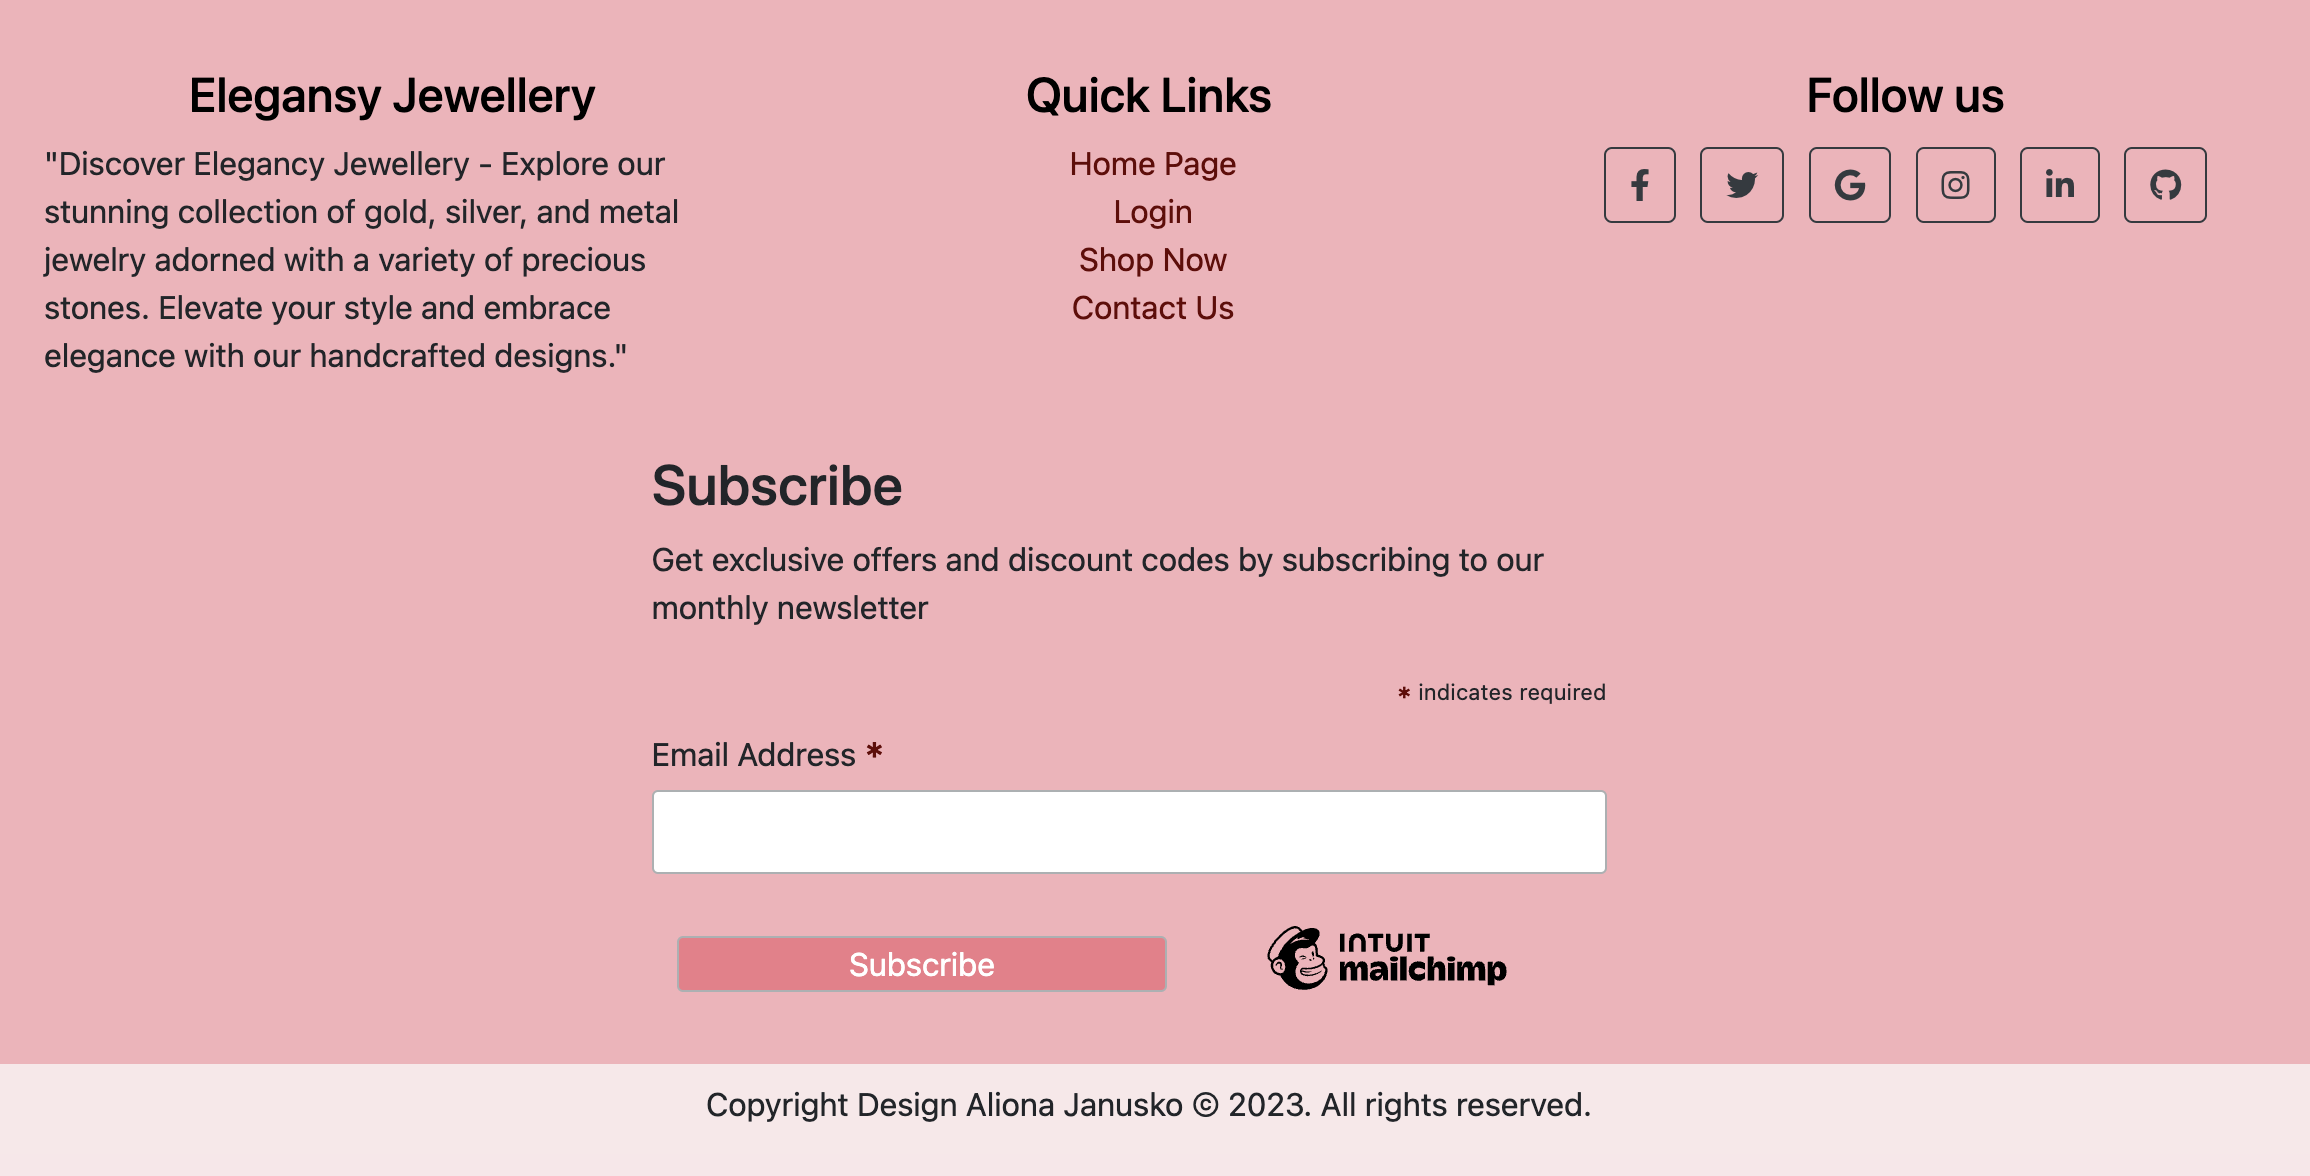 Elegansy Jewellery
"Discover Elegancy Jewellery - Explore our
stunning collection of gold, silver, and metal
jewelry adorned with a variety of precious
stones. Elevate your style and embrace
elegance with our handcrafted designs."
Quick Links
Home Page
Login
Shop Now
Contact Us
Follow us
Subscribe
Get exclusive offers and discount codes by subscribing to our
monthly newsletter
* indicates required
Email Address *
Subscribe
INTUIT
mailchimp
Copyright Design Aliona Janusko © 2023. All rights reserved.